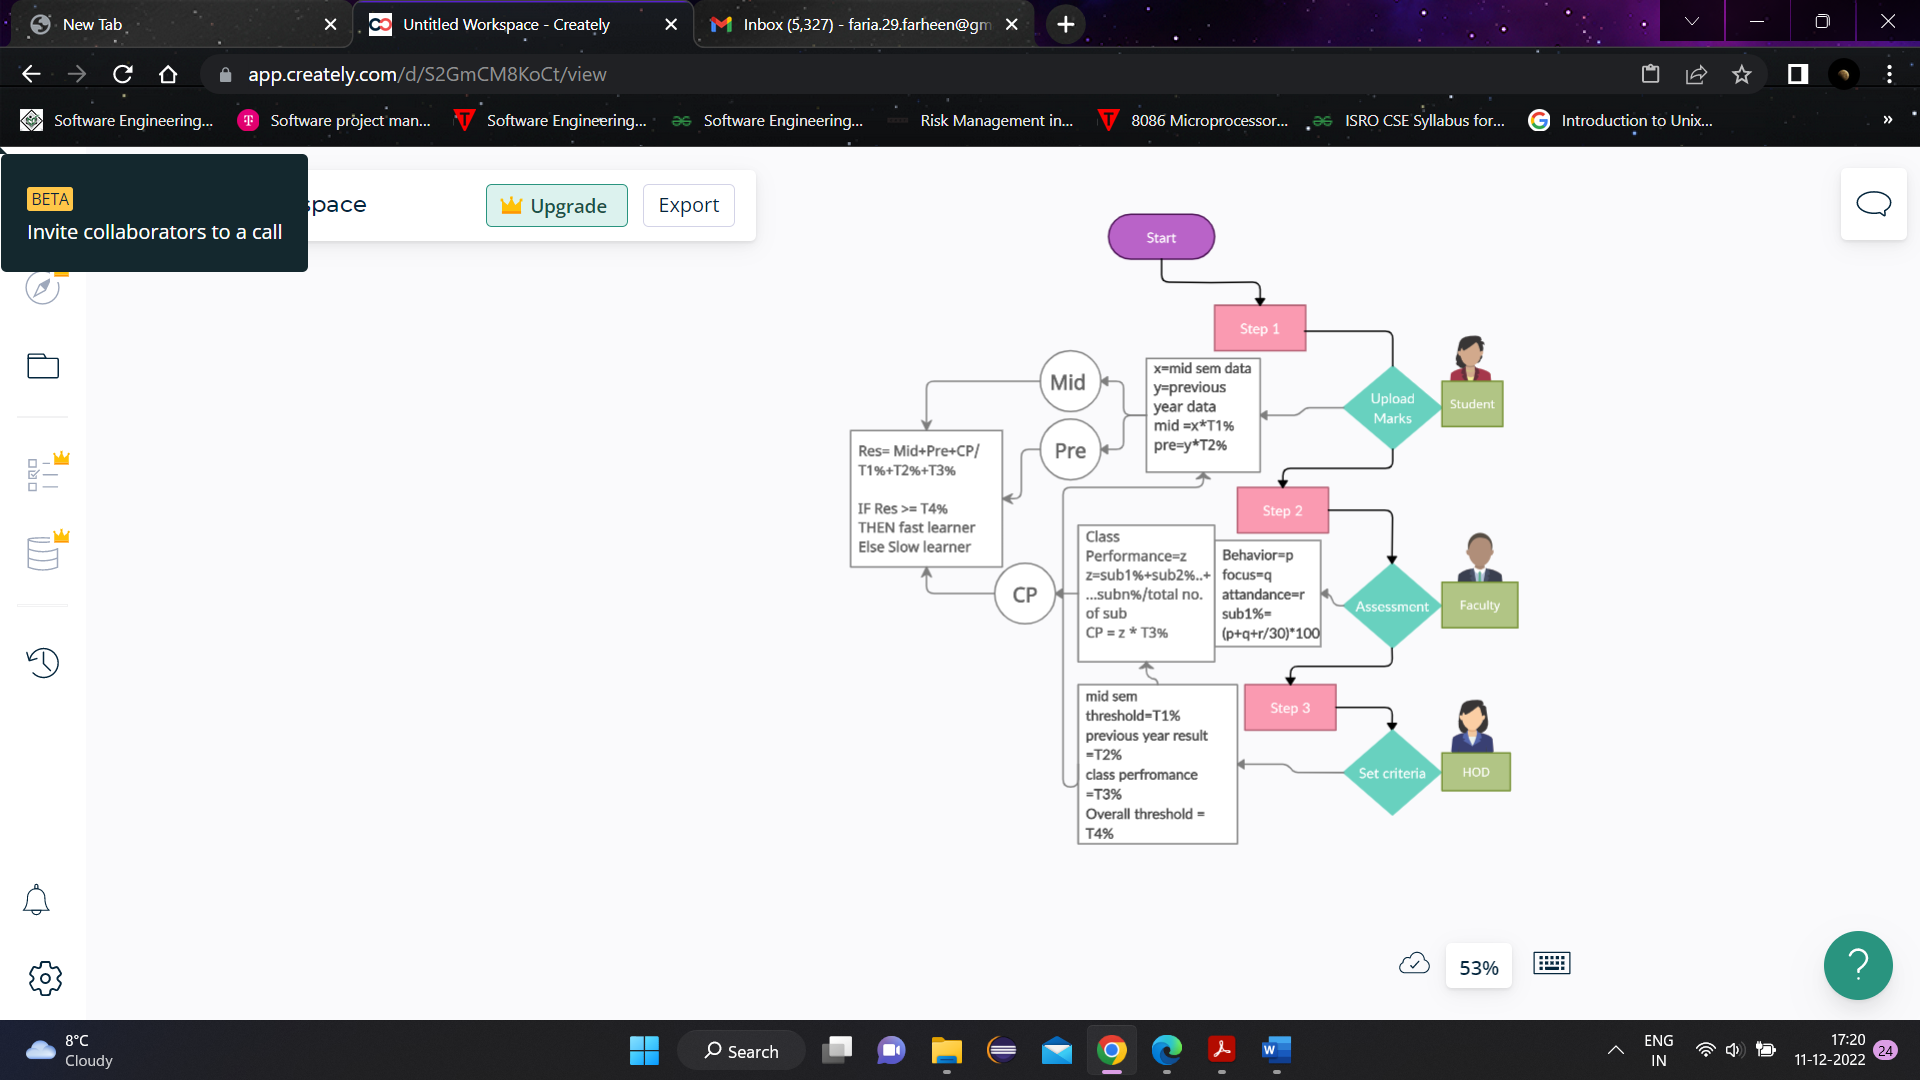 New Tab
Untitled Workspace - Creately
Inbox (5,327) - faria.29.farheen@gm
app.creately.com/d/S2GmCM8KoCt/view
Software Engineering...
Software project man...
Software Engineering...
Software Engineering...
Risk Management in...
8086 Microprocessor...
ISRO CSE Syllabus for...
Introduction to Unix...
»
BETA
Invite collaborators to a call
space
Upgrade
Export
Start
Step 1
Upload
Marks
Student
x=mid sem data
y=previous
year data
mid =x*T1%
pre=y*T2%
Mid
Pre
Res= Mid+Pre+CP/
T1%+T2%+T3%
IF Res >= T4%
THEN fast learner
Else Slow learner
Step 2
Class
Performance=z
z=sub1%+sub2%..+
...subn%/total no.
of sub
CP = z * T3%
Behavior=p
focus=q
attandance=r
sub1%=
(p+q+r/30)*100
Assessment
Faculty
CP
Step 3
mid sem
threshold=T1%
previous year result
=T2%
class perfromance
=T3%
Overall threshold =
T4%
Set criteria
HOD
53%
?
8°C
Cloudy
Search
ENG
IN
17:20
11-12-2022
24